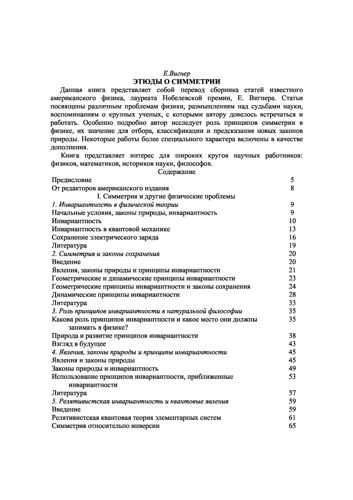 Е.Вигнер
ЭТЮДЫ О СИММЕТРИИ
Данная книга представляет собой перевод сборника статей известного
американского физика, лауреата Нобелевской премии, Е. Вигнера. Статьи
посвящены различным проблемам физики, размышлениям над судьбами науки,
воспоминаниям о крупных ученых, с которыми автору довелось встречаться и
работать. Особенно подробно автор исследует роль принципов симметрии в
физике, их значение для отбора, классификации и предсказания новых законов
природы. Некоторые работы более специального характера включены в качестве
дополнения.
Книга представляет интерес для широких кругов научных работников:
физиков, математиков, историков науки, философов.
Содержание
Предисловие 5
От редакторов американского издания 8
I. Симметрия и другие физические проблемы
1. Инвариантность в физической теории 9
Начальные условия, законы природы, инвариантность 9
Инвариантность 10
Инвариантность в квантовой механике 13
Сохранение электрического заряда 16
Литература 19
2. Симметрия и законы сохранения 20
Введение 20
Явления, законы природы и принципы инвариантности 21
Геометрические и динамические принципы инвариантности 23
Геометрические принципы инвариантности и законы сохранения 24
Динамические принципы инвариантности 28
Литература 33
3. Роль принципов инвариантности в натуральной философии 35
Какова роль принципов инвариантности и какое место они должны 35
занимать в физике?
Природа и развитие принципов инвариантности 38
Взгляд в будущее 43
4. Явления, законы природы и принципы инвариантности 45
Явления и законы природы 45
Законы природы и инвариантность 49
Использование принципов инвариантности, приближенные 53
инвариантности
Литература 57
5. Релятивистская инвариантность и квантовые явления 59
Введение 59
Релятивистская квантовая теория элементарных систем 61
Симметрия относительно инверсии 65